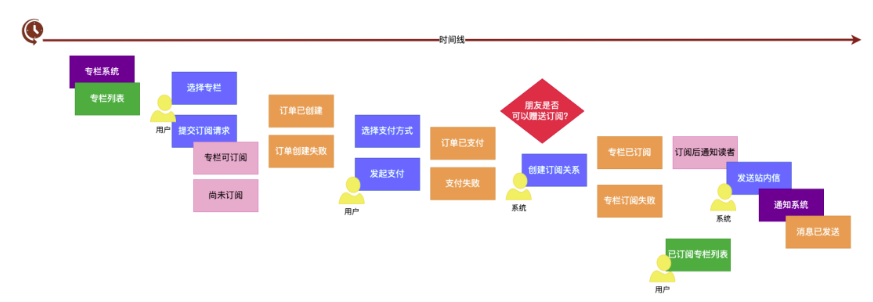 时间线
专栏系统
专栏列表
用户
选择专栏
提交订阅请求
专栏可订阅
尚未订阅
订单已创建
订单创建失败
用户
选择支付方式
发起支付
订单已支付
支付失败
朋友是否
可以赠送订阅?
系统
创建订阅关系
专栏已订阅
专栏订阅失败
订阅后通知读者
系统
发送站内信
通知系统
消息已发送
用户
已订阅专栏列表